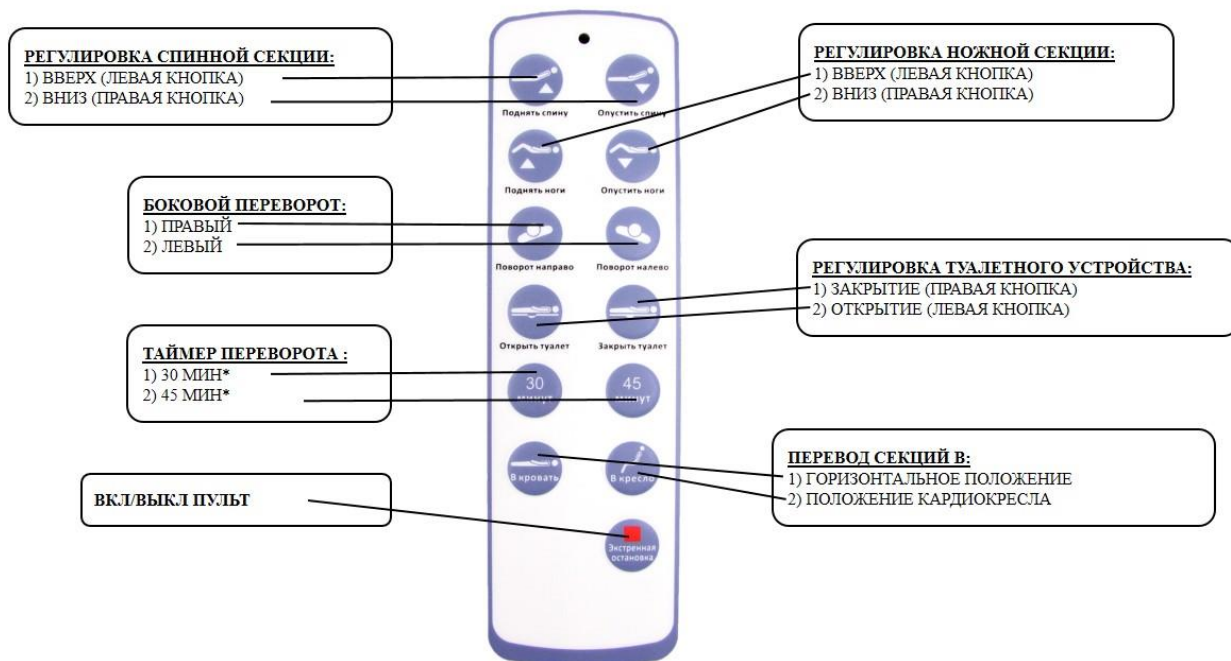 РЕГУЛИРОВКА СПИННОЙ СЕКЦИИ:
1) ВВЕРХ (ЛЕВАЯ КНОПКА)
2) ВНИЗ (ПРАВАЯ КНОПКА)
РЕГУЛИРОВКА НОЖНОЙ СЕКЦИИ:
1) ВВЕРХ (ЛЕВАЯ КНОПКА)
2) ВНИЗ (ПРАВАЯ КНОПКА)
БОКОВОЙ ПЕРЕВОРОТ:
1) ПРАВЫЙ
2) ЛЕВЫЙ
РЕГУЛИРОВКА ТУАЛЕТНОГО УСТРОЙСТВА:
1) ЗАКРЫТИЕ (ПРАВАЯ КНОПКА)
2) ОТКРЫТИЕ (ЛЕВАЯ КНОПКА)
ТАЙМЕР ПЕРЕВОРОТА :
1) 30 МИН*
2) 45 МИН*
ПЕРЕВОД СЕКЦИЙ В:
1) ГОРИЗОНТАЛЬНОЕ ПОЛОЖЕНИЕ
2) ПОЛОЖЕНИЕ КАРДИОКРЕСЛА
ВКЛ/ВЫКЛ ПУЛЬТ
Поднять спину
Опустить спину
Поднять ноги
Опустить ноги
Поворот направо
Поворот налево
Открыть туалет
Закрыть туалет
30
минут
45
минут
В кровать
В кресло
Экстренная
остановка